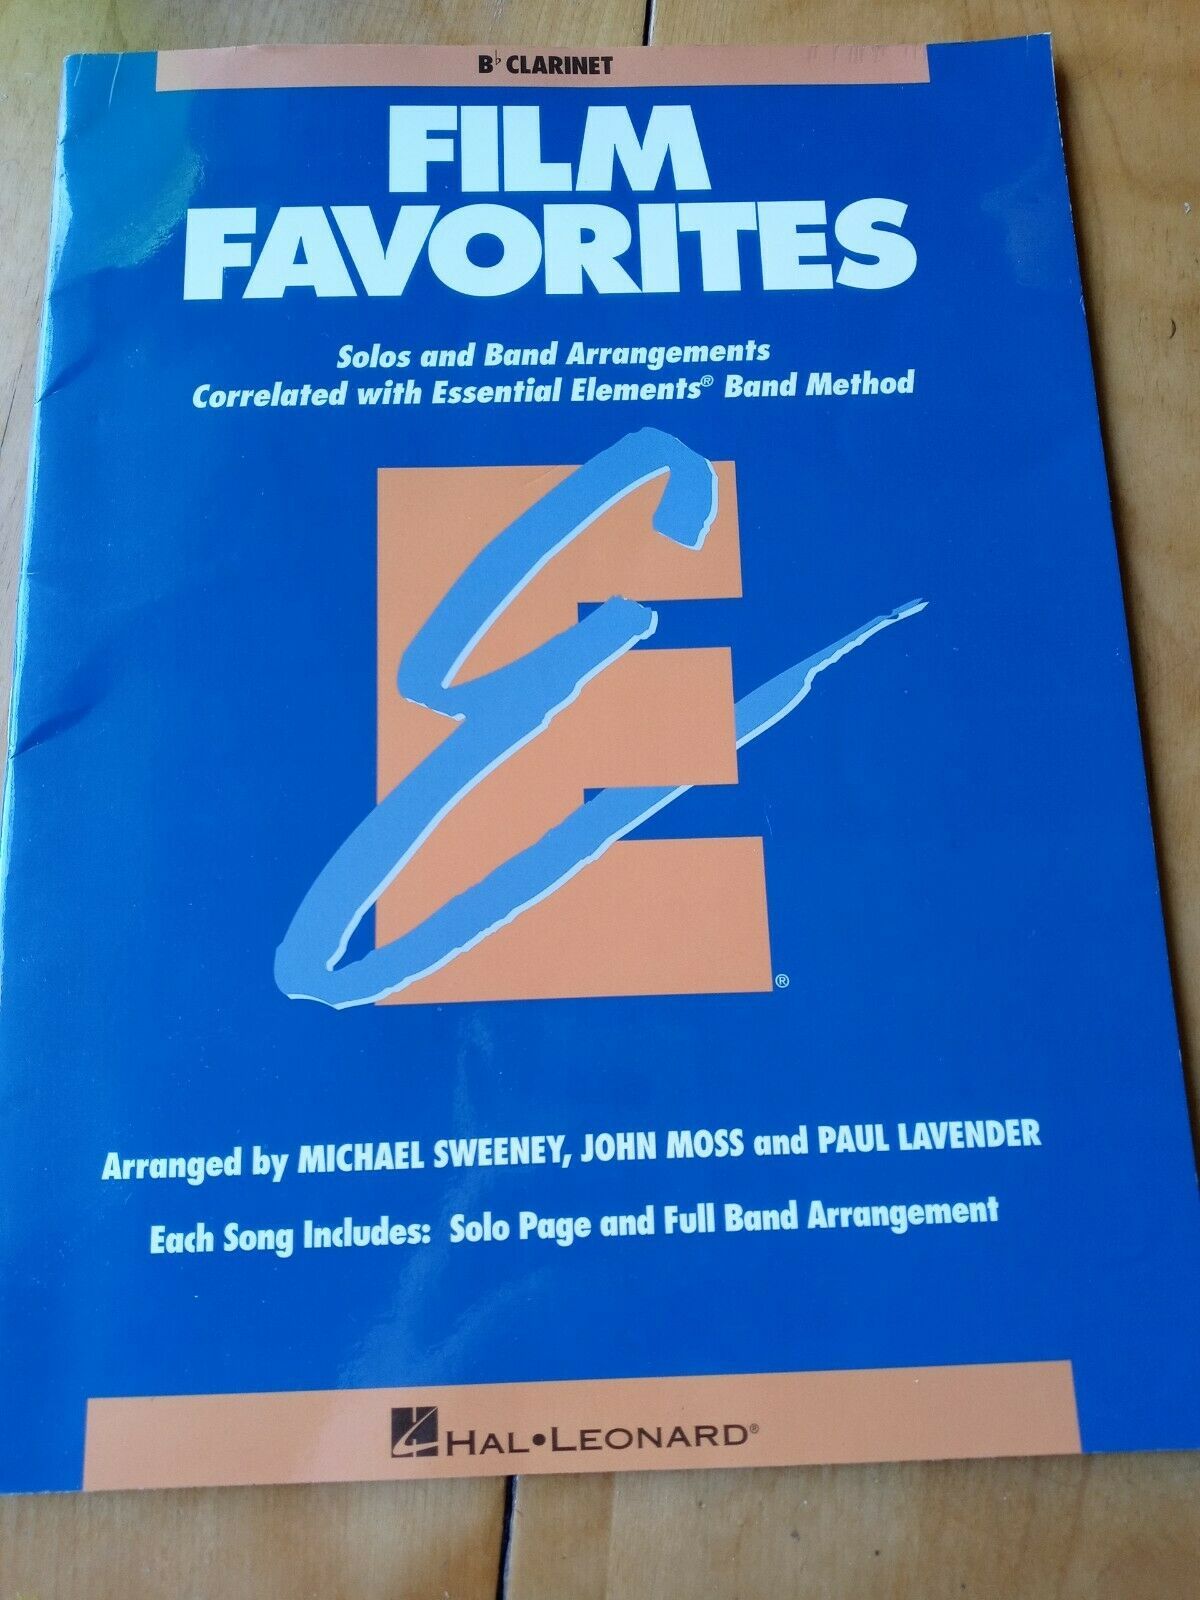 B♭ CLARINET
FILM
FAVORITES
Solos and Band Arrangements
Correlated with Essential Elements® Band Method
E
®
Arranged by MICHAEL SWEENEY, JOHN MOSS and PAUL LAVENDER
Each Song Includes: Solo Page and Full Band Arrangement
HAL•LEONARD®